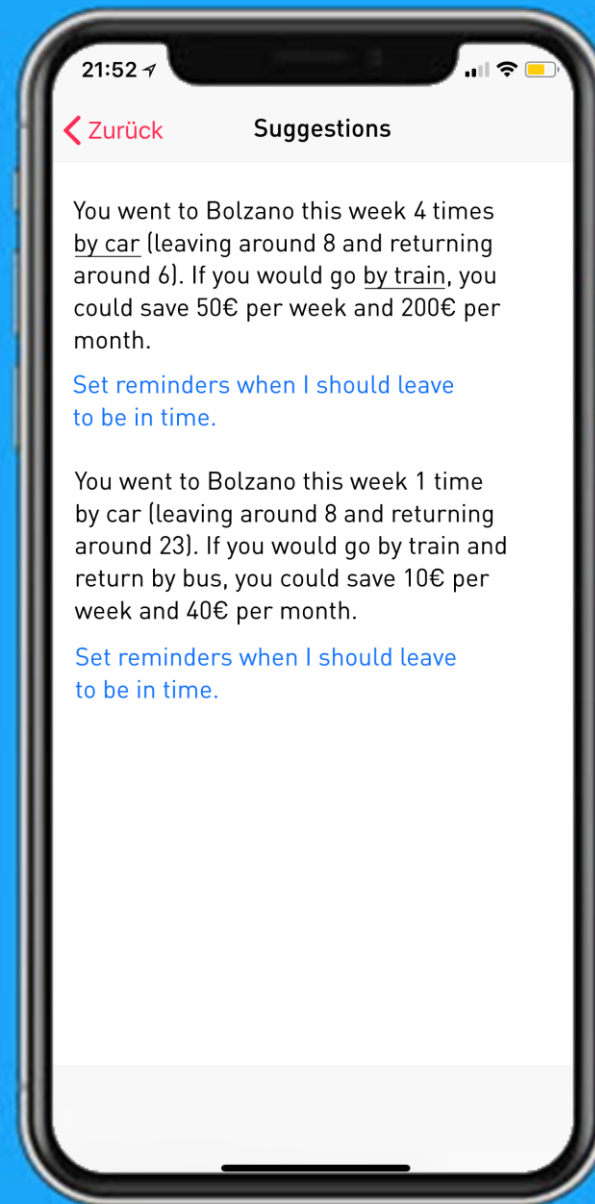 21:52
Zurück
Suggestions
You went to Bolzano this week 4 times
by car (leaving around 8 and returning
around 6). If you would go by train, you
could save 50€ per week and 200€ per
month.
Set reminders when I should leave
to be in time.
You went to Bolzano this week 1 time
by car (leaving around 8 and returning
around 23). If you would go by train and
return by bus, you could save 10€ per
week and 40€ per month.
Set reminders when I should leave
to be in time.